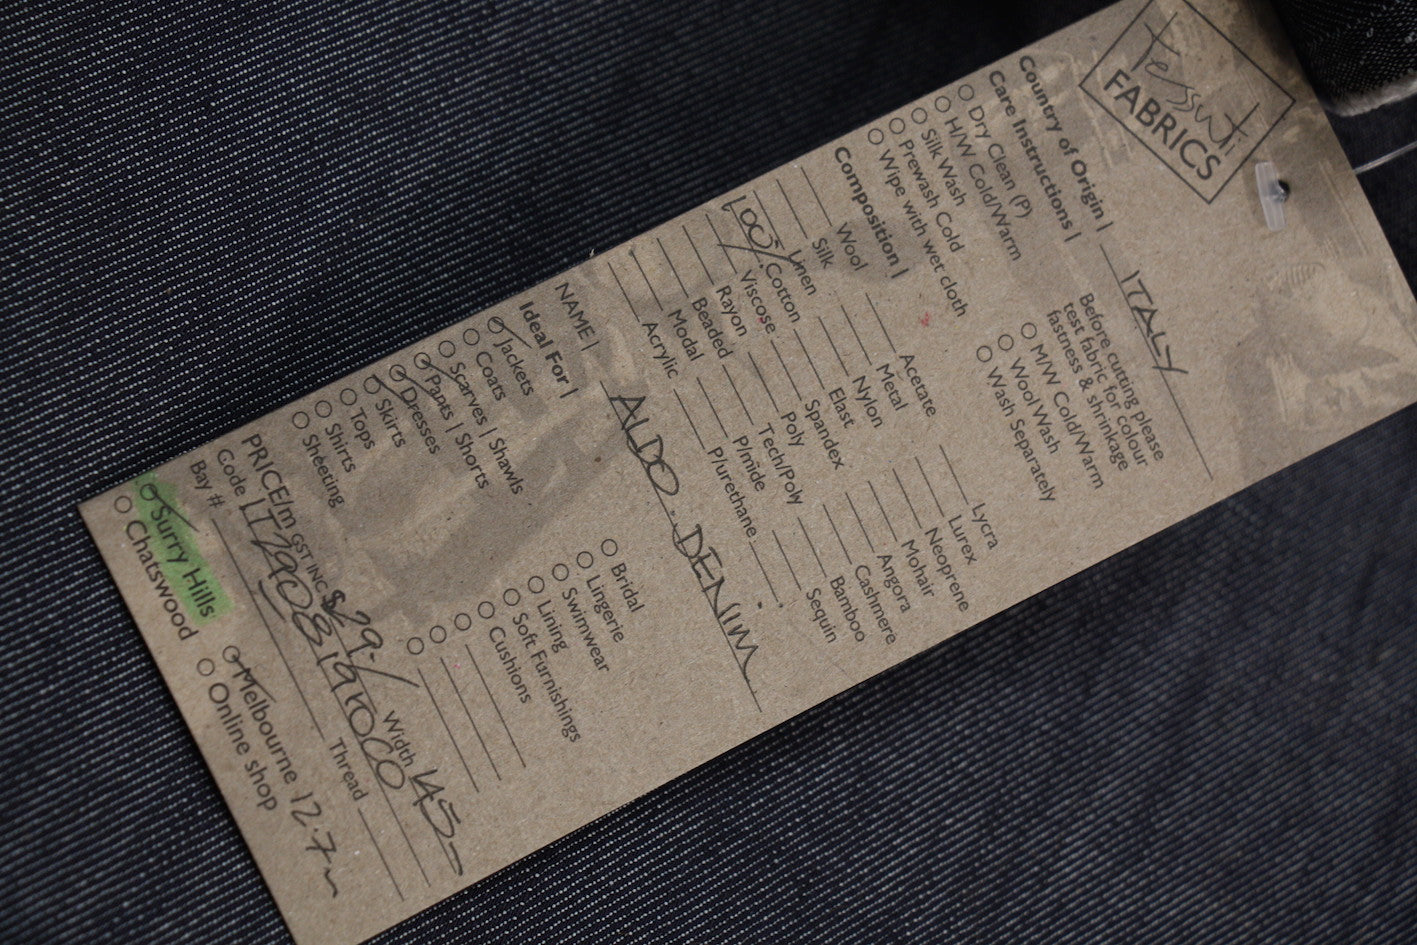 Tessuti
FABRICS
Country of Origin | ITALY
Care Instructions |
Before cutting please
test fabric for colour
fastness & shrinkage
Dry Clean (P)
H/W Cold/Warm
Silk Wash
Prewash Cold
Wipe with wet cloth
M/W Cold/Warm
Wool Wash
Wash Separately
Composition |
Wool
Silk
Linen
100% Cotton
Viscose
Rayon
Beaded
Modal
Acrylic
Acetate
Metal
Nylon
Elast
Spandex
Poly
Tech/Poly
P/mide
P/urethane
Lycra
Lurex
Neoprene
Mohair
Angora
Cashmere
Bamboo
Sequin
NAME | ALDO. DENIM
Ideal For |
Jackets
Coats
Scarves | Shawls
Pants | Shorts
Dresses
Skirts
Tops
Shirts
Sheeting
Bridal
Lingerie
Swimwear
Lining
Soft Furnishings
Cushions
PRICE/m GST INC $29.- Width 145
Code
Bay # Thread
Surry Hills
Chatswood
Melbourne 12.7m
Online shop